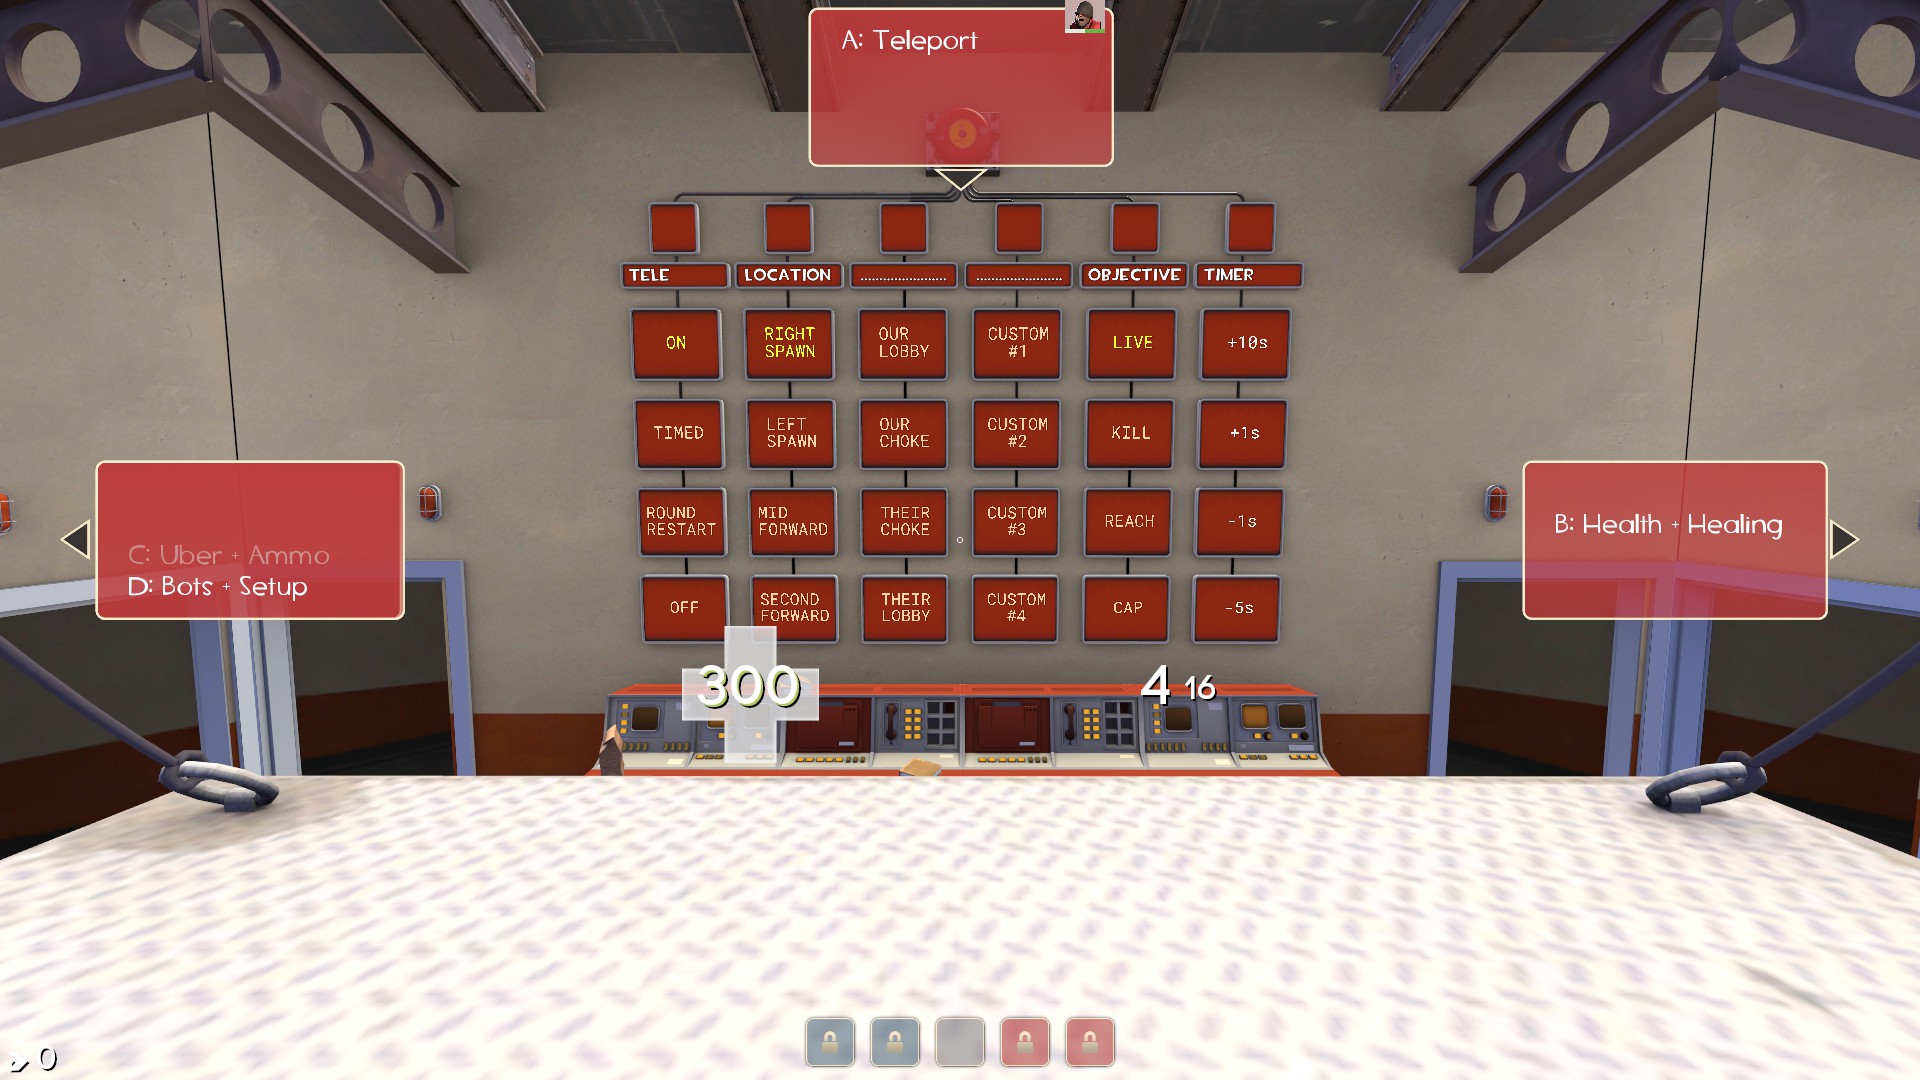 A: Teleport
TELE
LOCATION
......................
......................
OBJECTIVE
TIMER
ON
RIGHT
SPAWN
OUR
LOBBY
CUSTOM
#1
LIVE
+10s
TIMED
LEFT
SPAWN
OUR
CHOKE
CUSTOM
#2
KILL
+1s
ROUND
RESTART
MID
FORWARD
THEIR
CHOKE
CUSTOM
#3
REACH
-1s
OFF
SECOND
FORWARD
THEIR
LOBBY
CUSTOM
#4
CAP
-5s
C: Uber + Ammo
D: Bots + Setup
B: Health + Healing
300
4 16
0